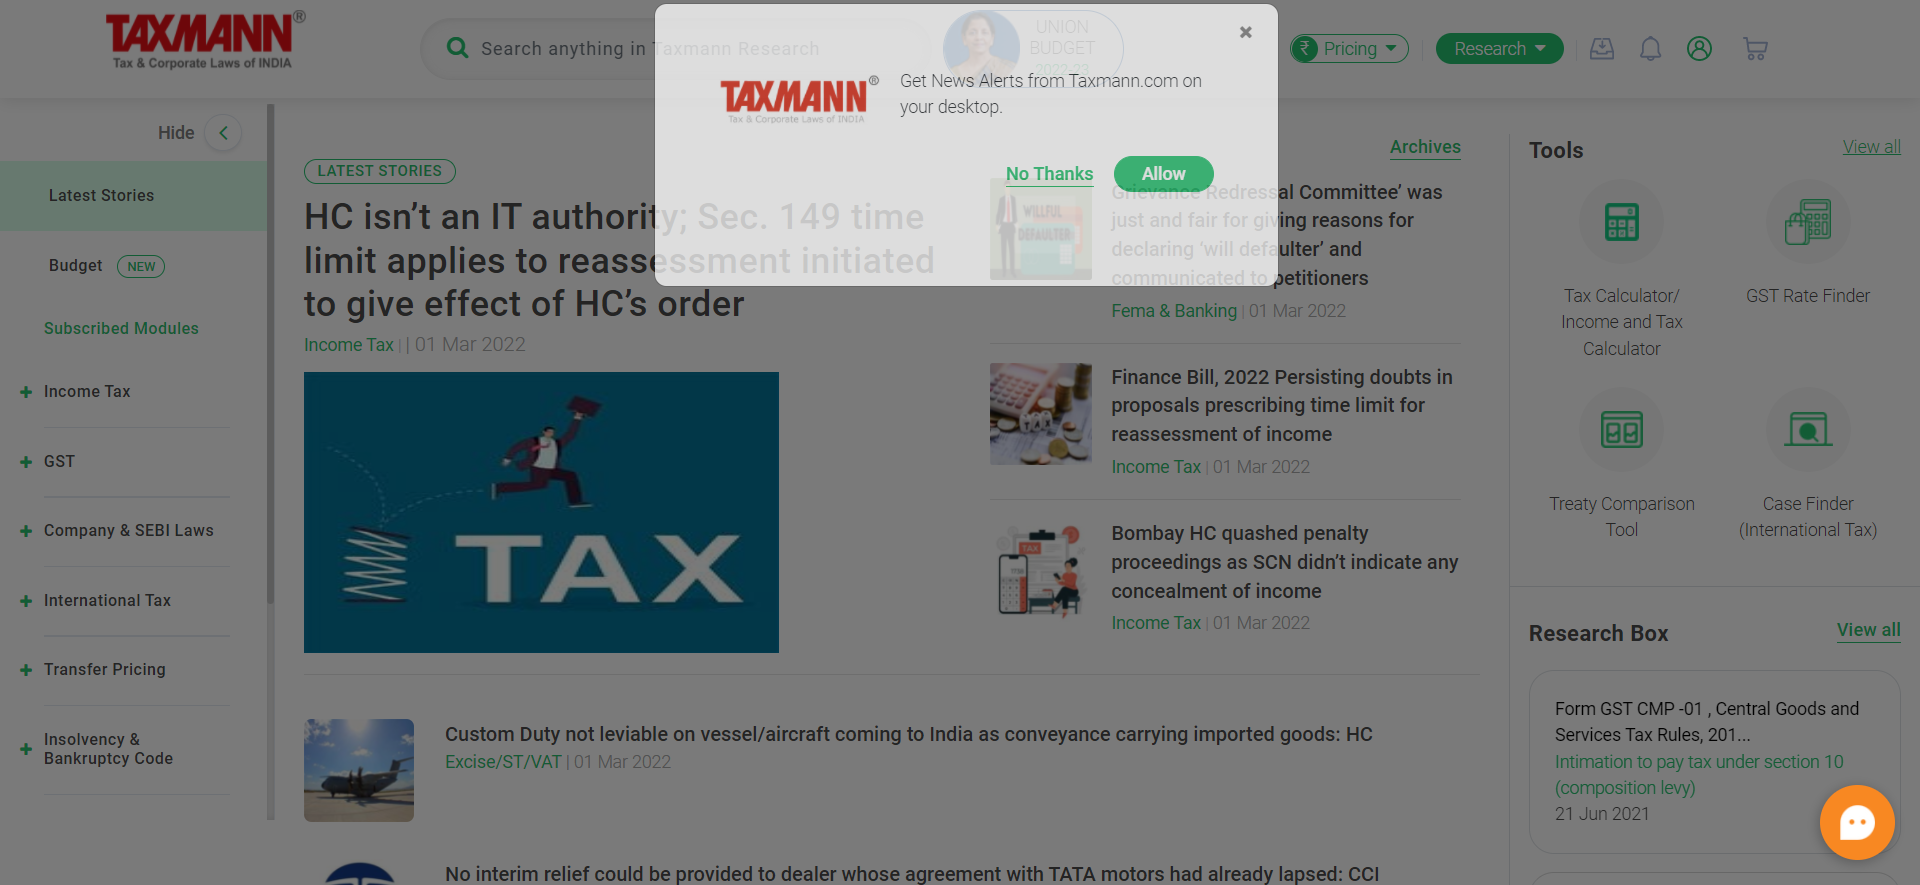 TAXMANN®
Tax & Corporate Laws of INDIA
Search anything in Taxmann Research
UNION
BUDGET
2022-23
₹ Pricing
Research
×
TAXMANN®
Tax & Corporate Laws of INDIA
Get News Alerts from Taxmann.com on
your desktop.
No Thanks
Allow
Hide
Latest Stories
Budget NEW
Subscribed Modules
+ Income Tax
+ GST
+ Company & SEBI Laws
+ International Tax
+ Transfer Pricing
+ Insolvency &
Bankruptcy Code
LATEST STORIES
HC isn’t an IT authority; Sec. 149 time
limit applies to reassessment initiated
to give effect of HC’s order
Income Tax | | 01 Mar 2022
TAX
Archives
WILLFUL
DEFAULTER
Grievance Redressal Committee’ was
just and fair for giving reasons for
declaring ‘will defaulter’ and
communicated to petitioners
Fema & Banking | 01 Mar 2022
TAX
Finance Bill, 2022 Persisting doubts in
proposals prescribing time limit for
reassessment of income
Income Tax | 01 Mar 2022
TAX
Bombay HC quashed penalty
proceedings as SCN didn’t indicate any
concealment of income
Income Tax | 01 Mar 2022
Custom Duty not leviable on vessel/aircraft coming to India as conveyance carrying imported goods: HC
Excise/ST/VAT | 01 Mar 2022
No interim relief could be provided to dealer whose agreement with TATA motors had already lapsed: CCI
Tools
View all
Tax Calculator/
Income and Tax
Calculator
GST Rate Finder
Treaty Comparison
Tool
Case Finder
(International Tax)
Research Box
View all
Form GST CMP -01 , Central Goods and
Services Tax Rules, 201...
Intimation to pay tax under section 10
(composition levy)
21 Jun 2021